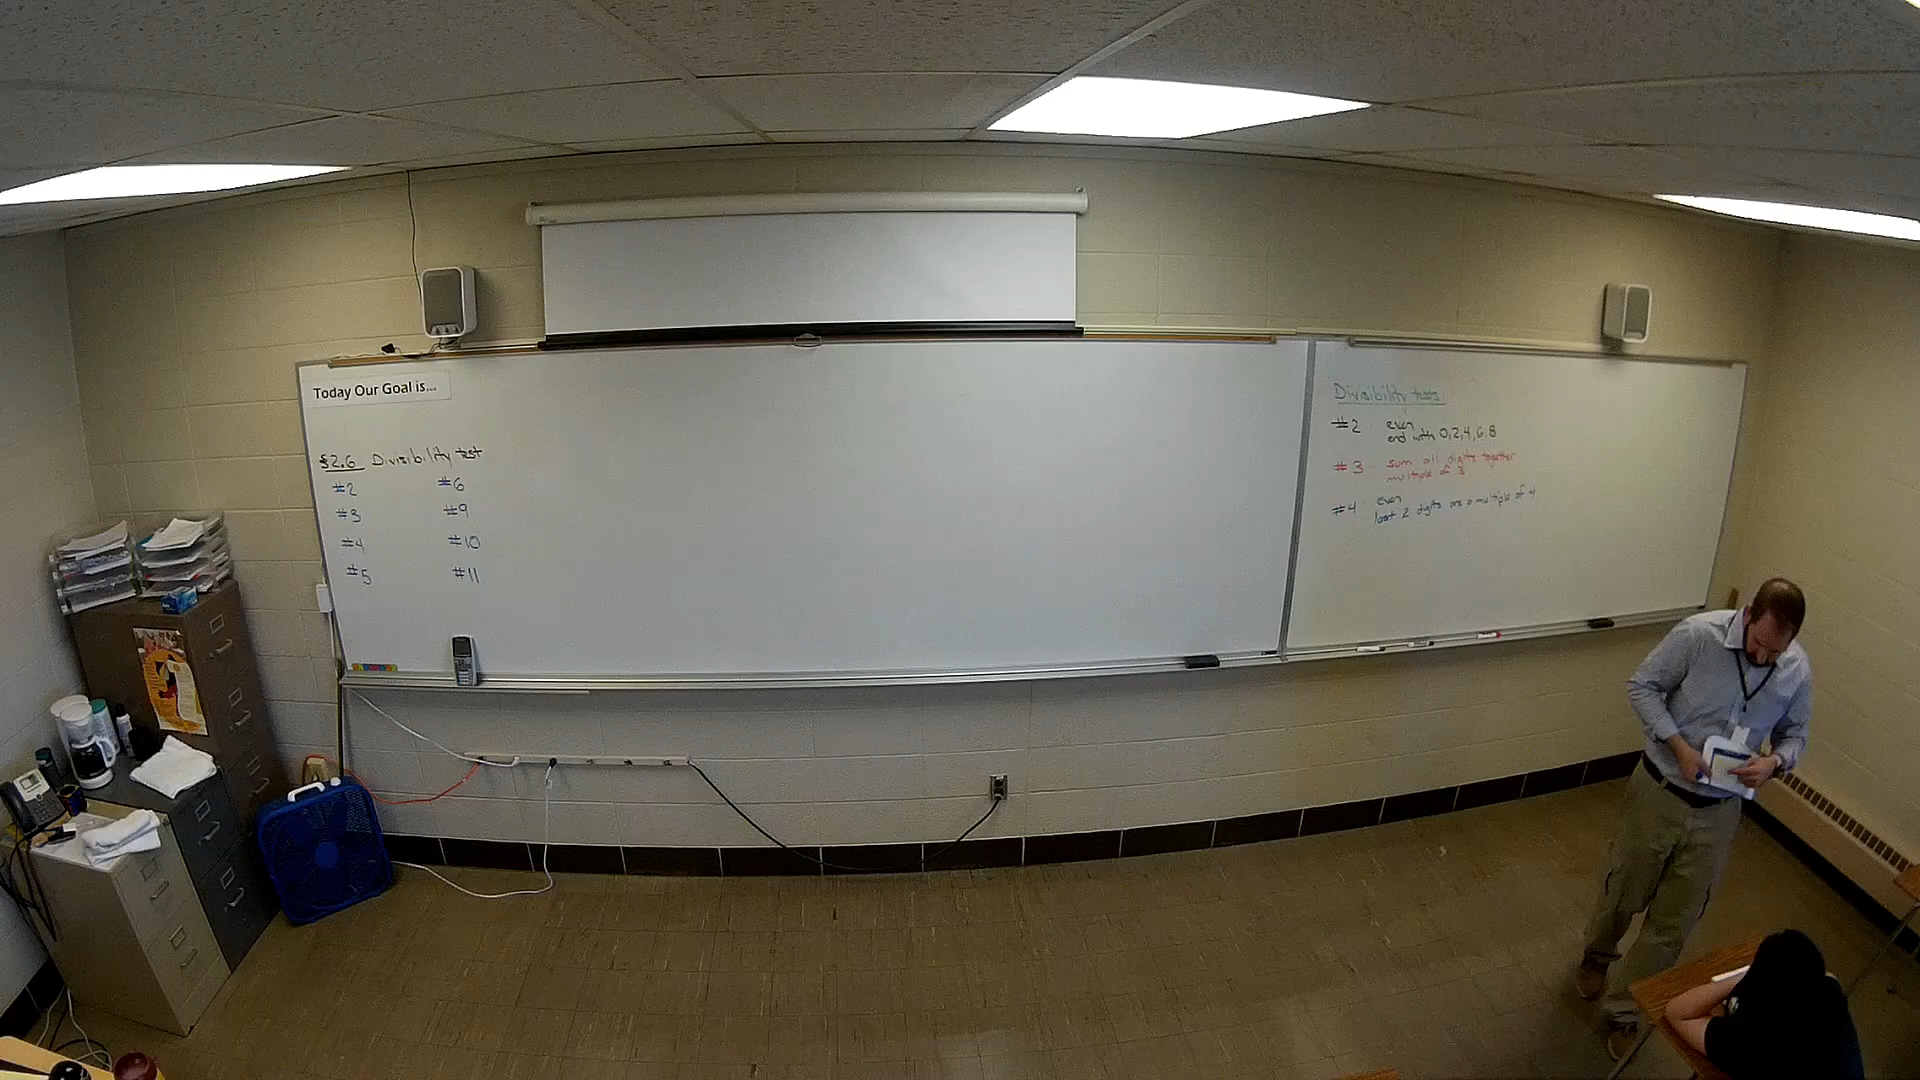 Today Our Goal is...
§2.6 Divisibility test
#2 #6
#3 #9
#4 #10
#5 #11
Divisibility tests
#2 even
end with 0,2,4,6,8
#3 sum all digits together
multiple of 3
#4 even
last 2 digits are a multiple of 4